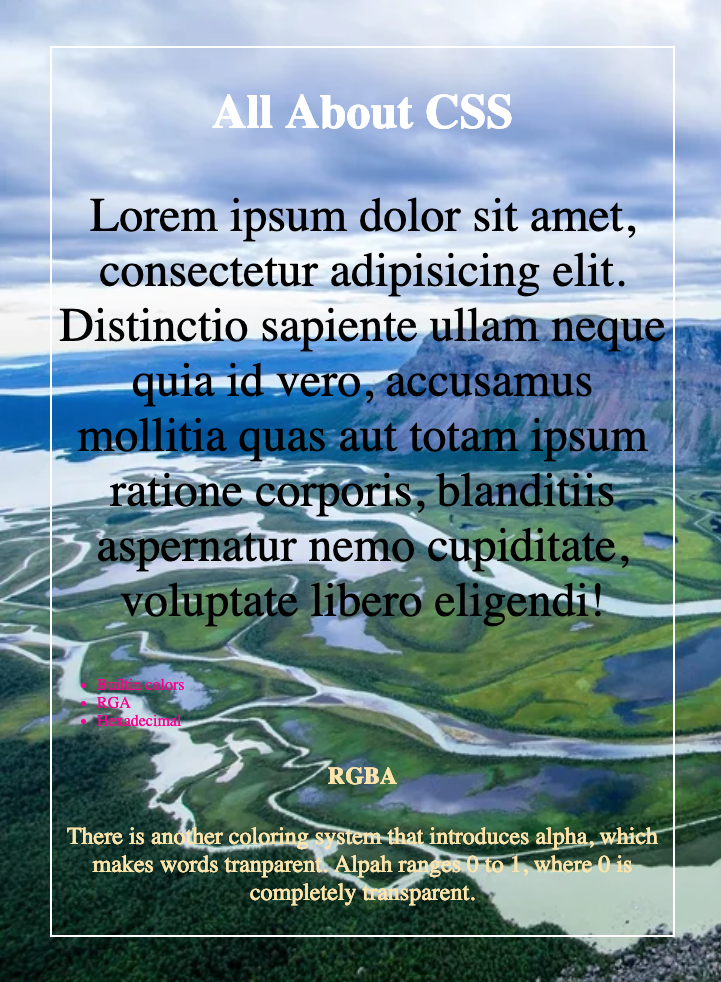 All About CSS
Lorem ipsum dolor sit amet,
consectetur adipisicing elit.
Distinctio sapiente ullam neque
quia id vero, accusamus
mollitia quas aut totam ipsum
ratione corporis, blanditiis
aspernatur nemo cupiditate,
voluptate libero eligendi!
• Builtin colors
• RGA
• Hexadecimal
RGBA
There is another coloring system that introduces alpha, which
makes words tranparent. Alpah ranges 0 to 1, where 0 is
completely transparent.